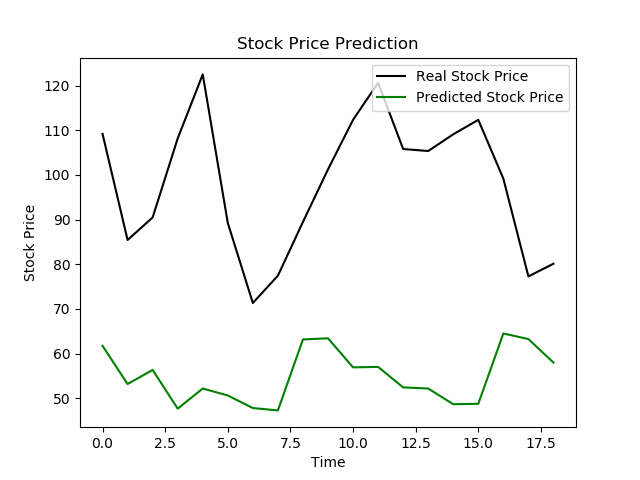 Stock Price Prediction
Real Stock Price
Predicted Stock Price
Stock Price
120
110
100
90
80
70
60
50
0.0 2.5 5.0 7.5 10.0 12.5 15.0 17.5
Time